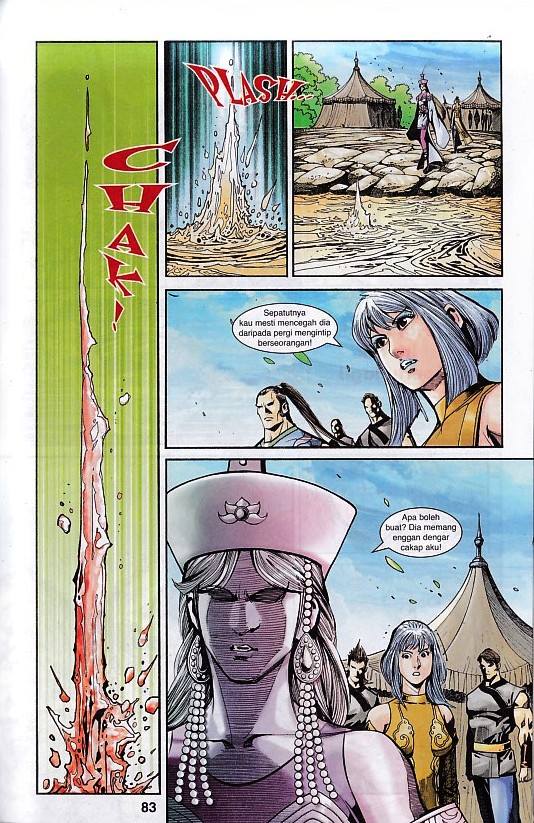 CHAK!
PLASH...
Sepatutnya
kau mesti mencegah dia
daripada pergi mengintip
berseorangan!
Apa boleh
buat? Dia memang
enggan dengar
cakap aku!
83